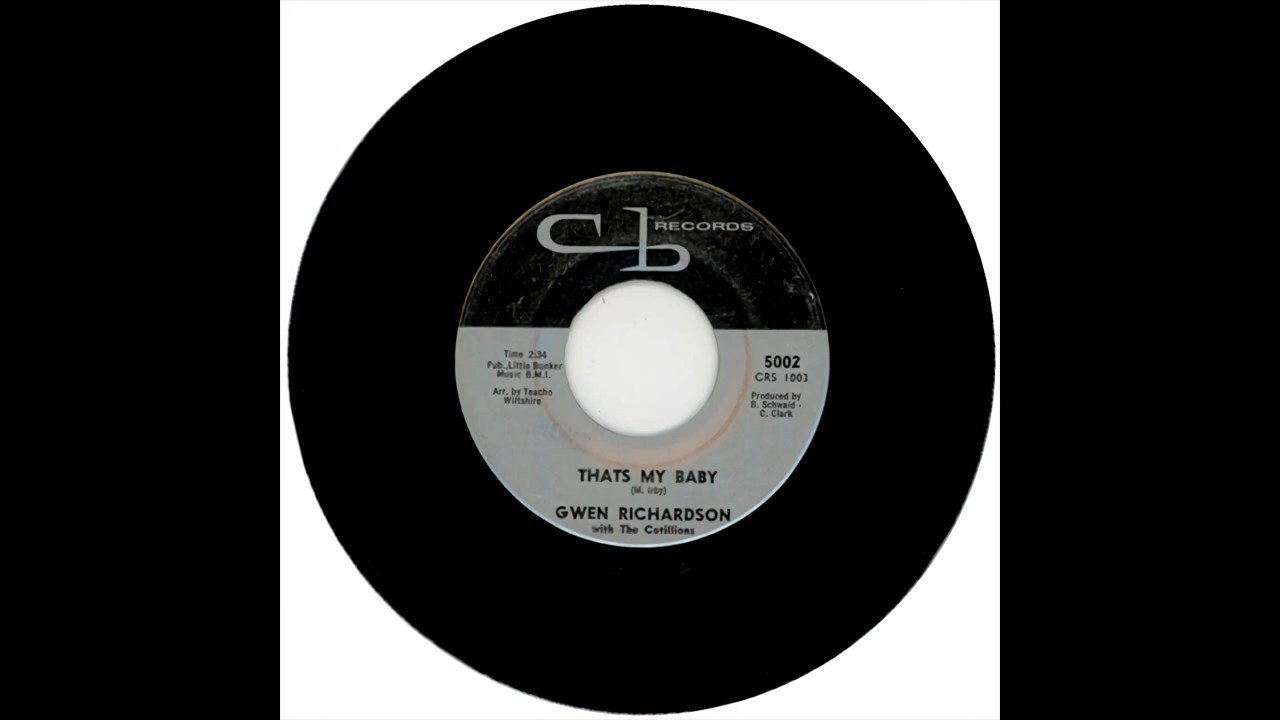 Cb RECORDS
Time 2:34
Pub., Little Bunker
Music B.M.I.
Arr. by Teacho
Wiltshire
5002
CRS 1003
Produced by
B. Schwaid -
C. Clark
THATS MY BABY
(M. Irby)
GWEN RICHARDSON
with The Cotillions